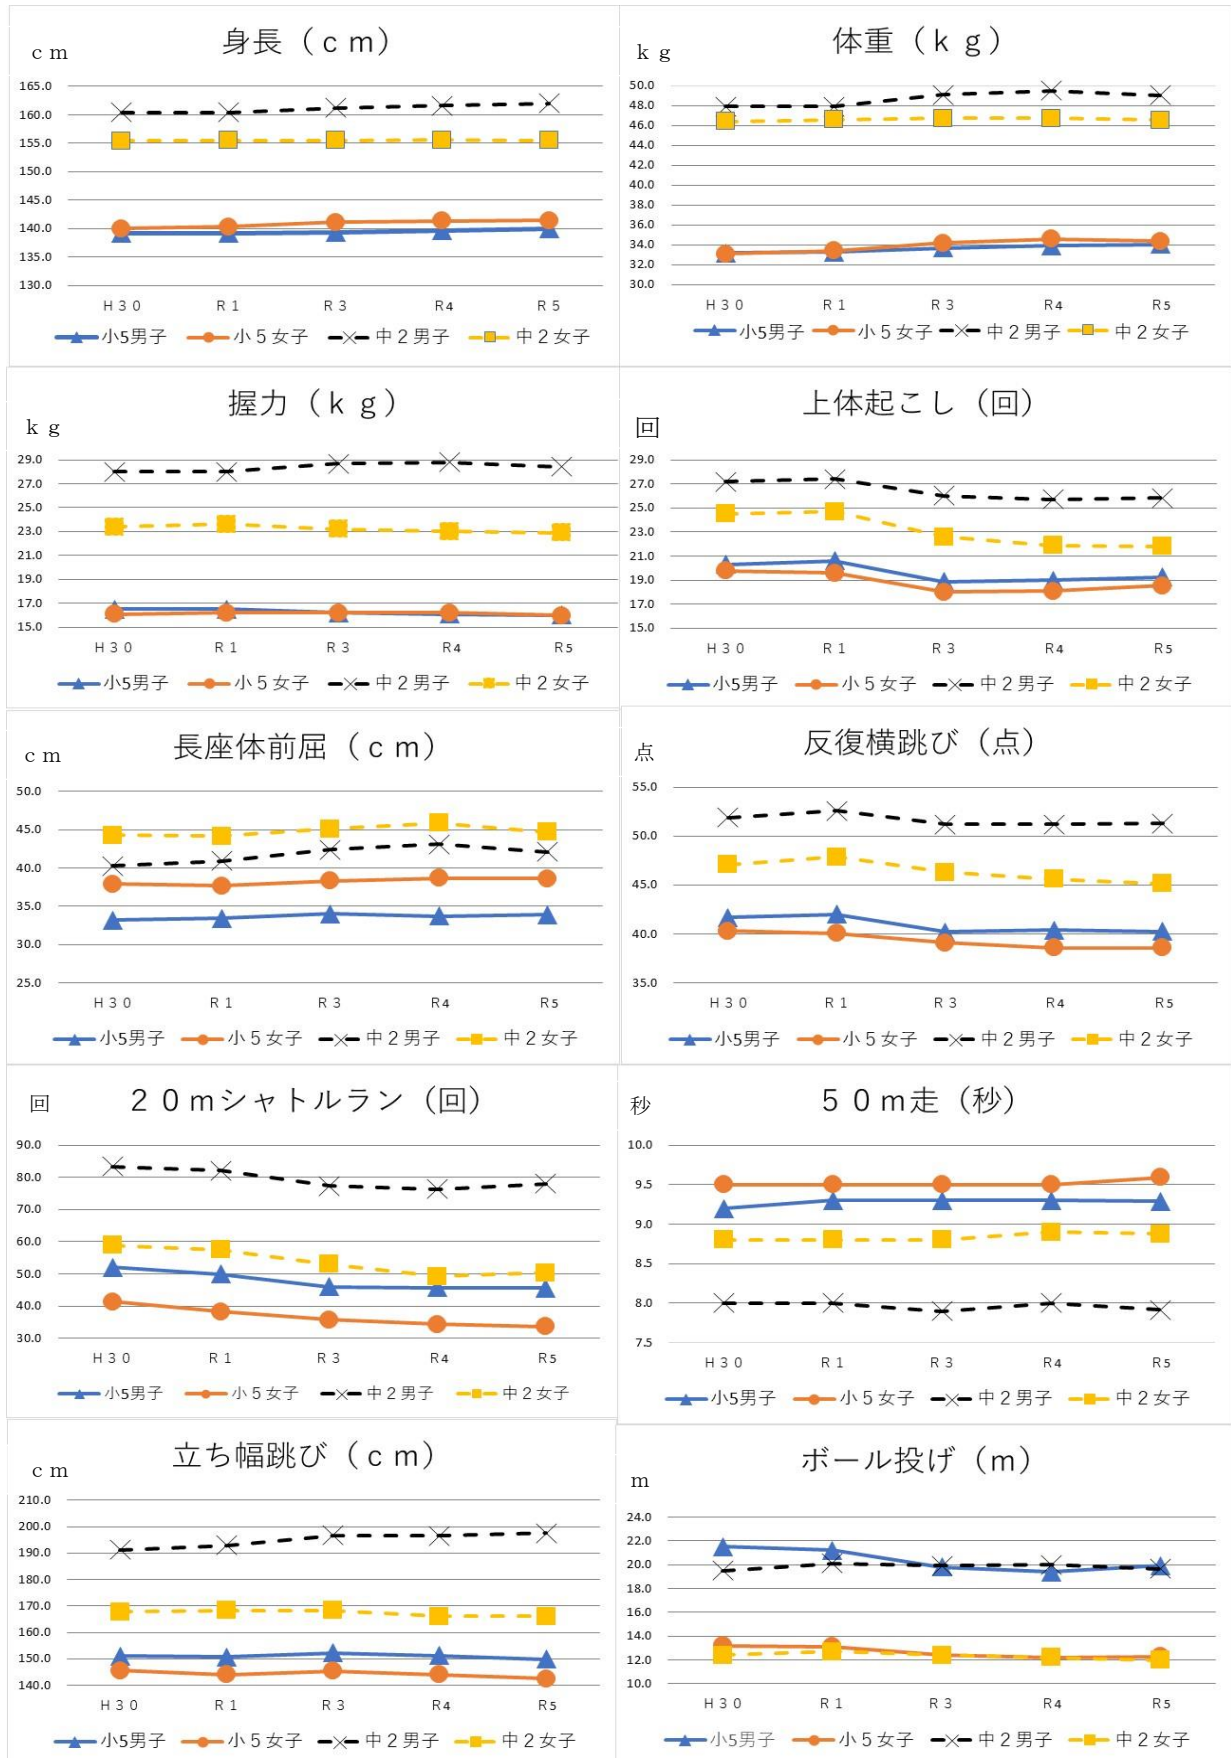 身長（ｃｍ）
ｃｍ
165.0
160.0
155.0
150.0
145.0
140.0
135.0
130.0
Ｈ３０ Ｒ１ Ｒ３ Ｒ4 Ｒ5
小5男子 小５女子 中２男子 中２女子
体重（ｋｇ）
ｋｇ
50.0
48.0
46.0
44.0
42.0
40.0
38.0
36.0
34.0
32.0
30.0
Ｈ３０ Ｒ１ Ｒ３ Ｒ4 Ｒ5
小5男子 小５女子 中２男子 中２女子
握力（ｋｇ）
ｋｇ
29.0
27.0
25.0
23.0
21.0
19.0
17.0
15.0
Ｈ３０ Ｒ１ Ｒ３ Ｒ4 Ｒ5
小5男子 小５女子 中２男子 中２女子
上体起こし（回）
回
29.0
27.0
25.0
23.0
21.0
19.0
17.0
15.0
Ｈ３０ Ｒ１ Ｒ３ Ｒ4 Ｒ5
小5男子 小５女子 中２男子 中２女子
長座体前屈（ｃｍ）
ｃｍ
50.0
45.0
40.0
35.0
30.0
25.0
Ｈ３０ Ｒ１ Ｒ３ Ｒ4 Ｒ5
小5男子 小５女子 中２男子 中２女子
反復横跳び（点）
点
55.0
50.0
45.0
40.0
35.0
Ｈ３０ Ｒ１ Ｒ３ Ｒ4 Ｒ5
小5男子 小５女子 中２男子 中２女子
２０ｍシャトルラン（回）
回
90.0
80.0
70.0
60.0
50.0
40.0
30.0
Ｈ３０ Ｒ１ Ｒ３ Ｒ4 Ｒ5
小5男子 小５女子 中２男子 中２女子
５０ｍ走（秒）
秒
10.0
9.5
9.0
8.5
8.0
7.5
Ｈ３０ Ｒ１ Ｒ３ Ｒ4 Ｒ5
小5男子 小５女子 中２男子 中２女子
立ち幅跳び（ｃｍ）
ｃｍ
210.0
200.0
190.0
180.0
170.0
160.0
150.0
140.0
Ｈ３０ Ｒ１ Ｒ３ Ｒ4 Ｒ5
小5男子 小５女子 中２男子 中２女子
ボール投げ（ｍ）
ｍ
24.0
22.0
20.0
18.0
16.0
14.0
12.0
10.0
Ｈ３０ Ｒ１ Ｒ３ Ｒ4 Ｒ5
小5男子 小５女子 中２男子 中２女子